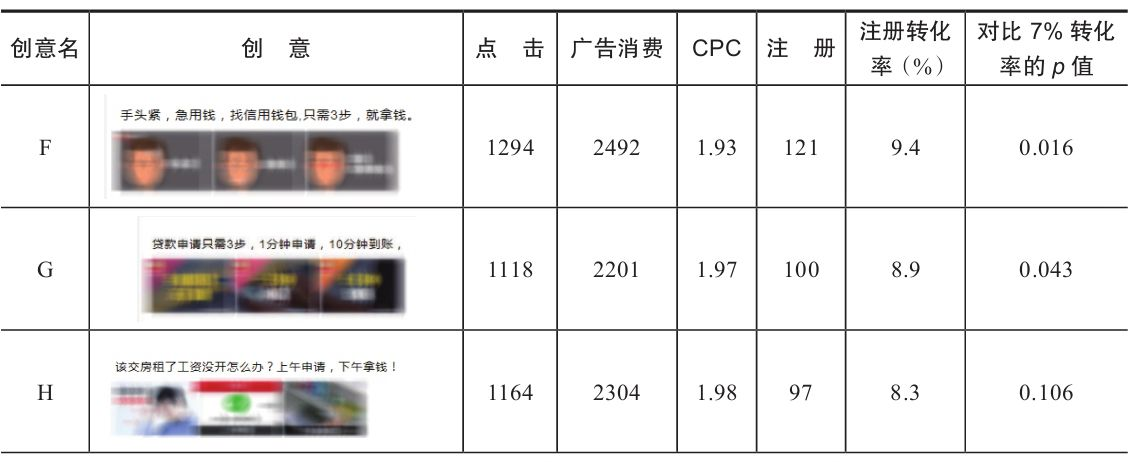 创意名 创 意 点 击 广告消费 CPC 注 册 注册转化率(%) 对比 7% 转化率的 p 值
手头紧，急用钱，找信用钱包,只需3步，就拿钱。
F 1294 2492 1.93 121 9.4 0.016
贷款申请只需3步，1分钟申请，10分钟到账，
G 1118 2201 1.97 100 8.9 0.043
该交房租了工资没开怎么办？上午申请，下午拿钱！
H 1164 2304 1.98 97 8.3 0.106